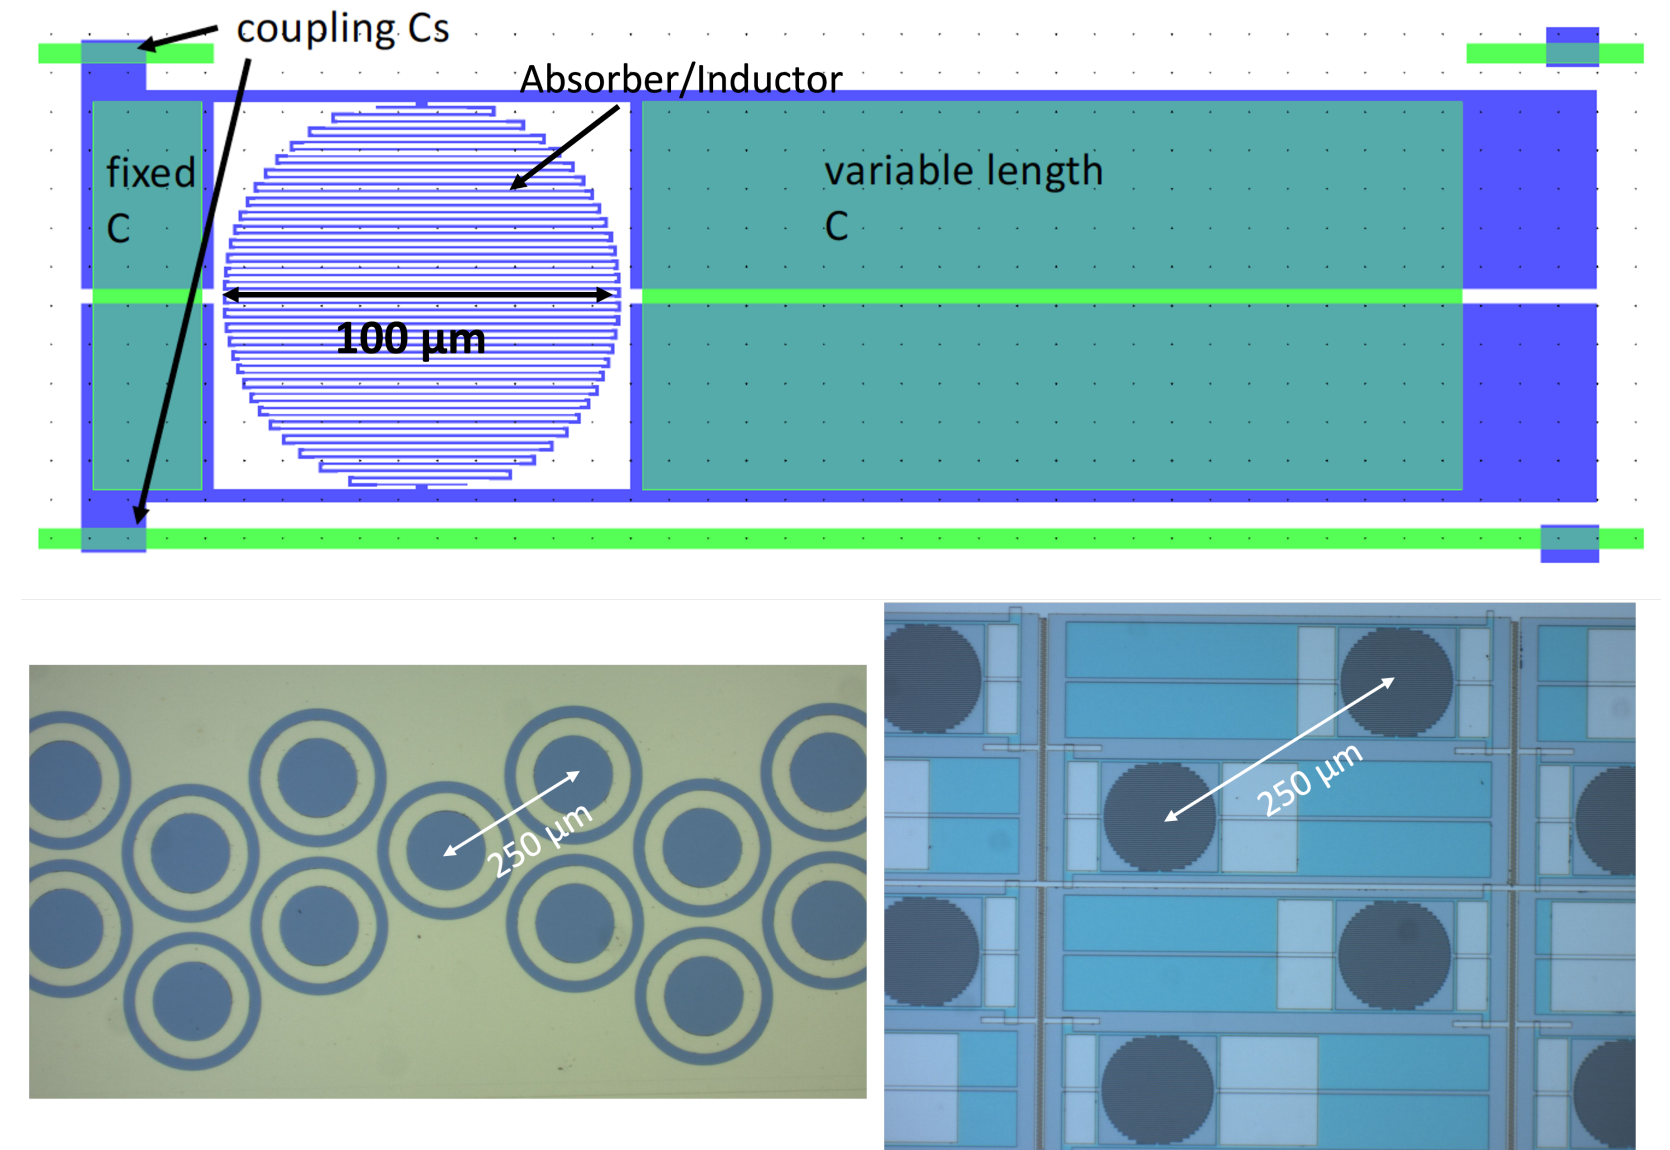 coupling Cs
Absorber/Inductor
fixed
C
variable length
C
100 µm
250 µm
250 µm